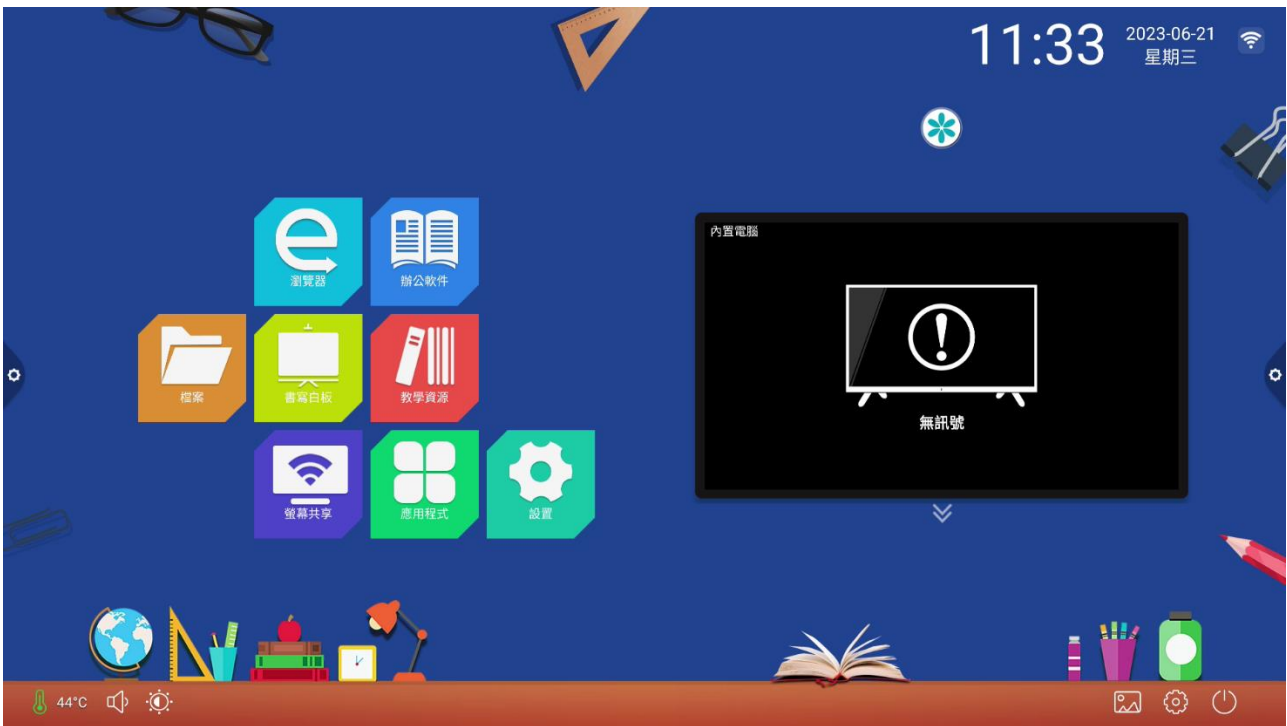 11:33
2023-06-21
星期三
內置電腦
瀏覽器
辦公軟件
檔案
書寫白板
教學資源
無訊號
螢幕共享
應用程式
設置
44°C